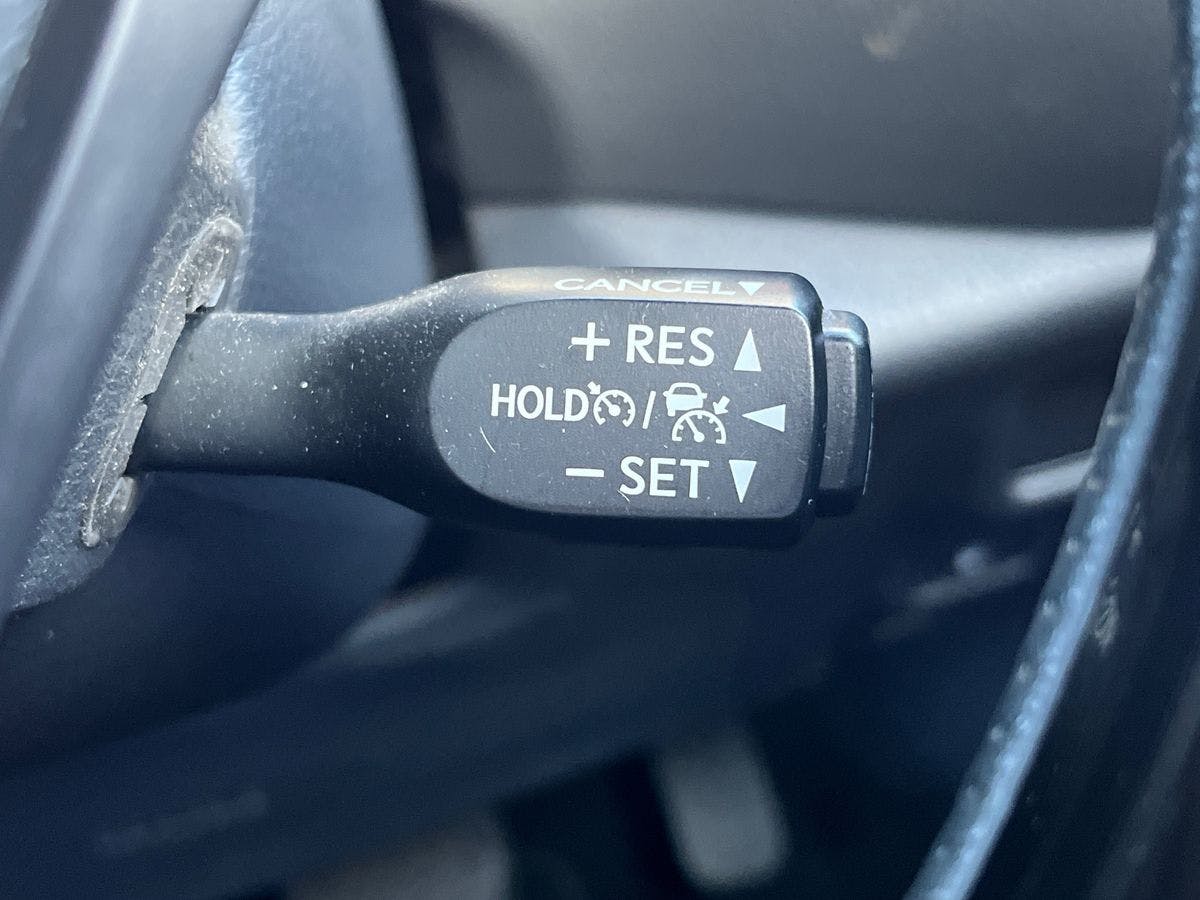 CANCEL▼
+ RES ▲
HOLD / ◀
− SET ▼